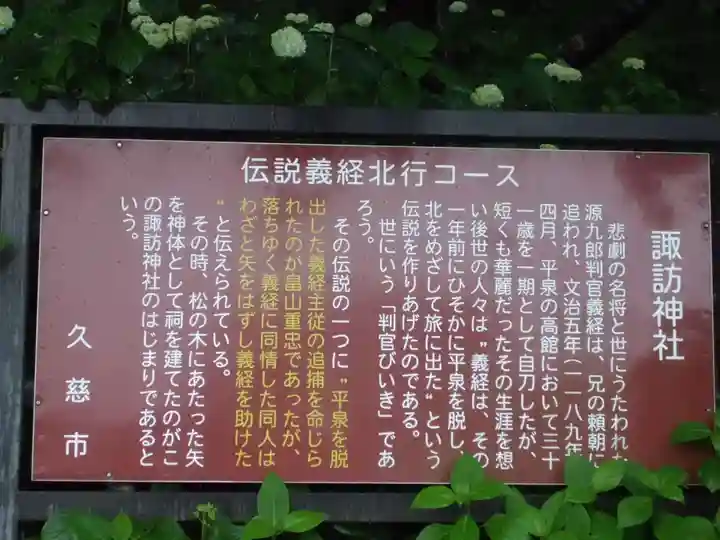 伝説義経北行コース
諏訪神社
悲劇の名将と世にうたわれた
源九郎判官義経は、兄の頼朝に
追われ、文治五年(一一八九年
四月、平泉の高館において三十
一歳を一期として自刀したが、
短くも華麗だったその生涯を想
い後世の人々は〝義経は、その
一年前にひそかに平泉を脱し、
北をめざして旅に出た〟という
伝説を作りあげたのである。
世にいう「判官びいき」であ
ろう。
その伝説の一つに〝平泉を脱
出した義経主従の追捕を命じら
れたのが畠山重忠であったが、
落ちゆく義経に同情した同人は
わざと矢をはずし義経を助けた
〟と伝えられている。
その時、松の木にあたった矢
を神体として祠を建てたのがこ
の諏訪神社のはじまりであると
いう。
久慈市